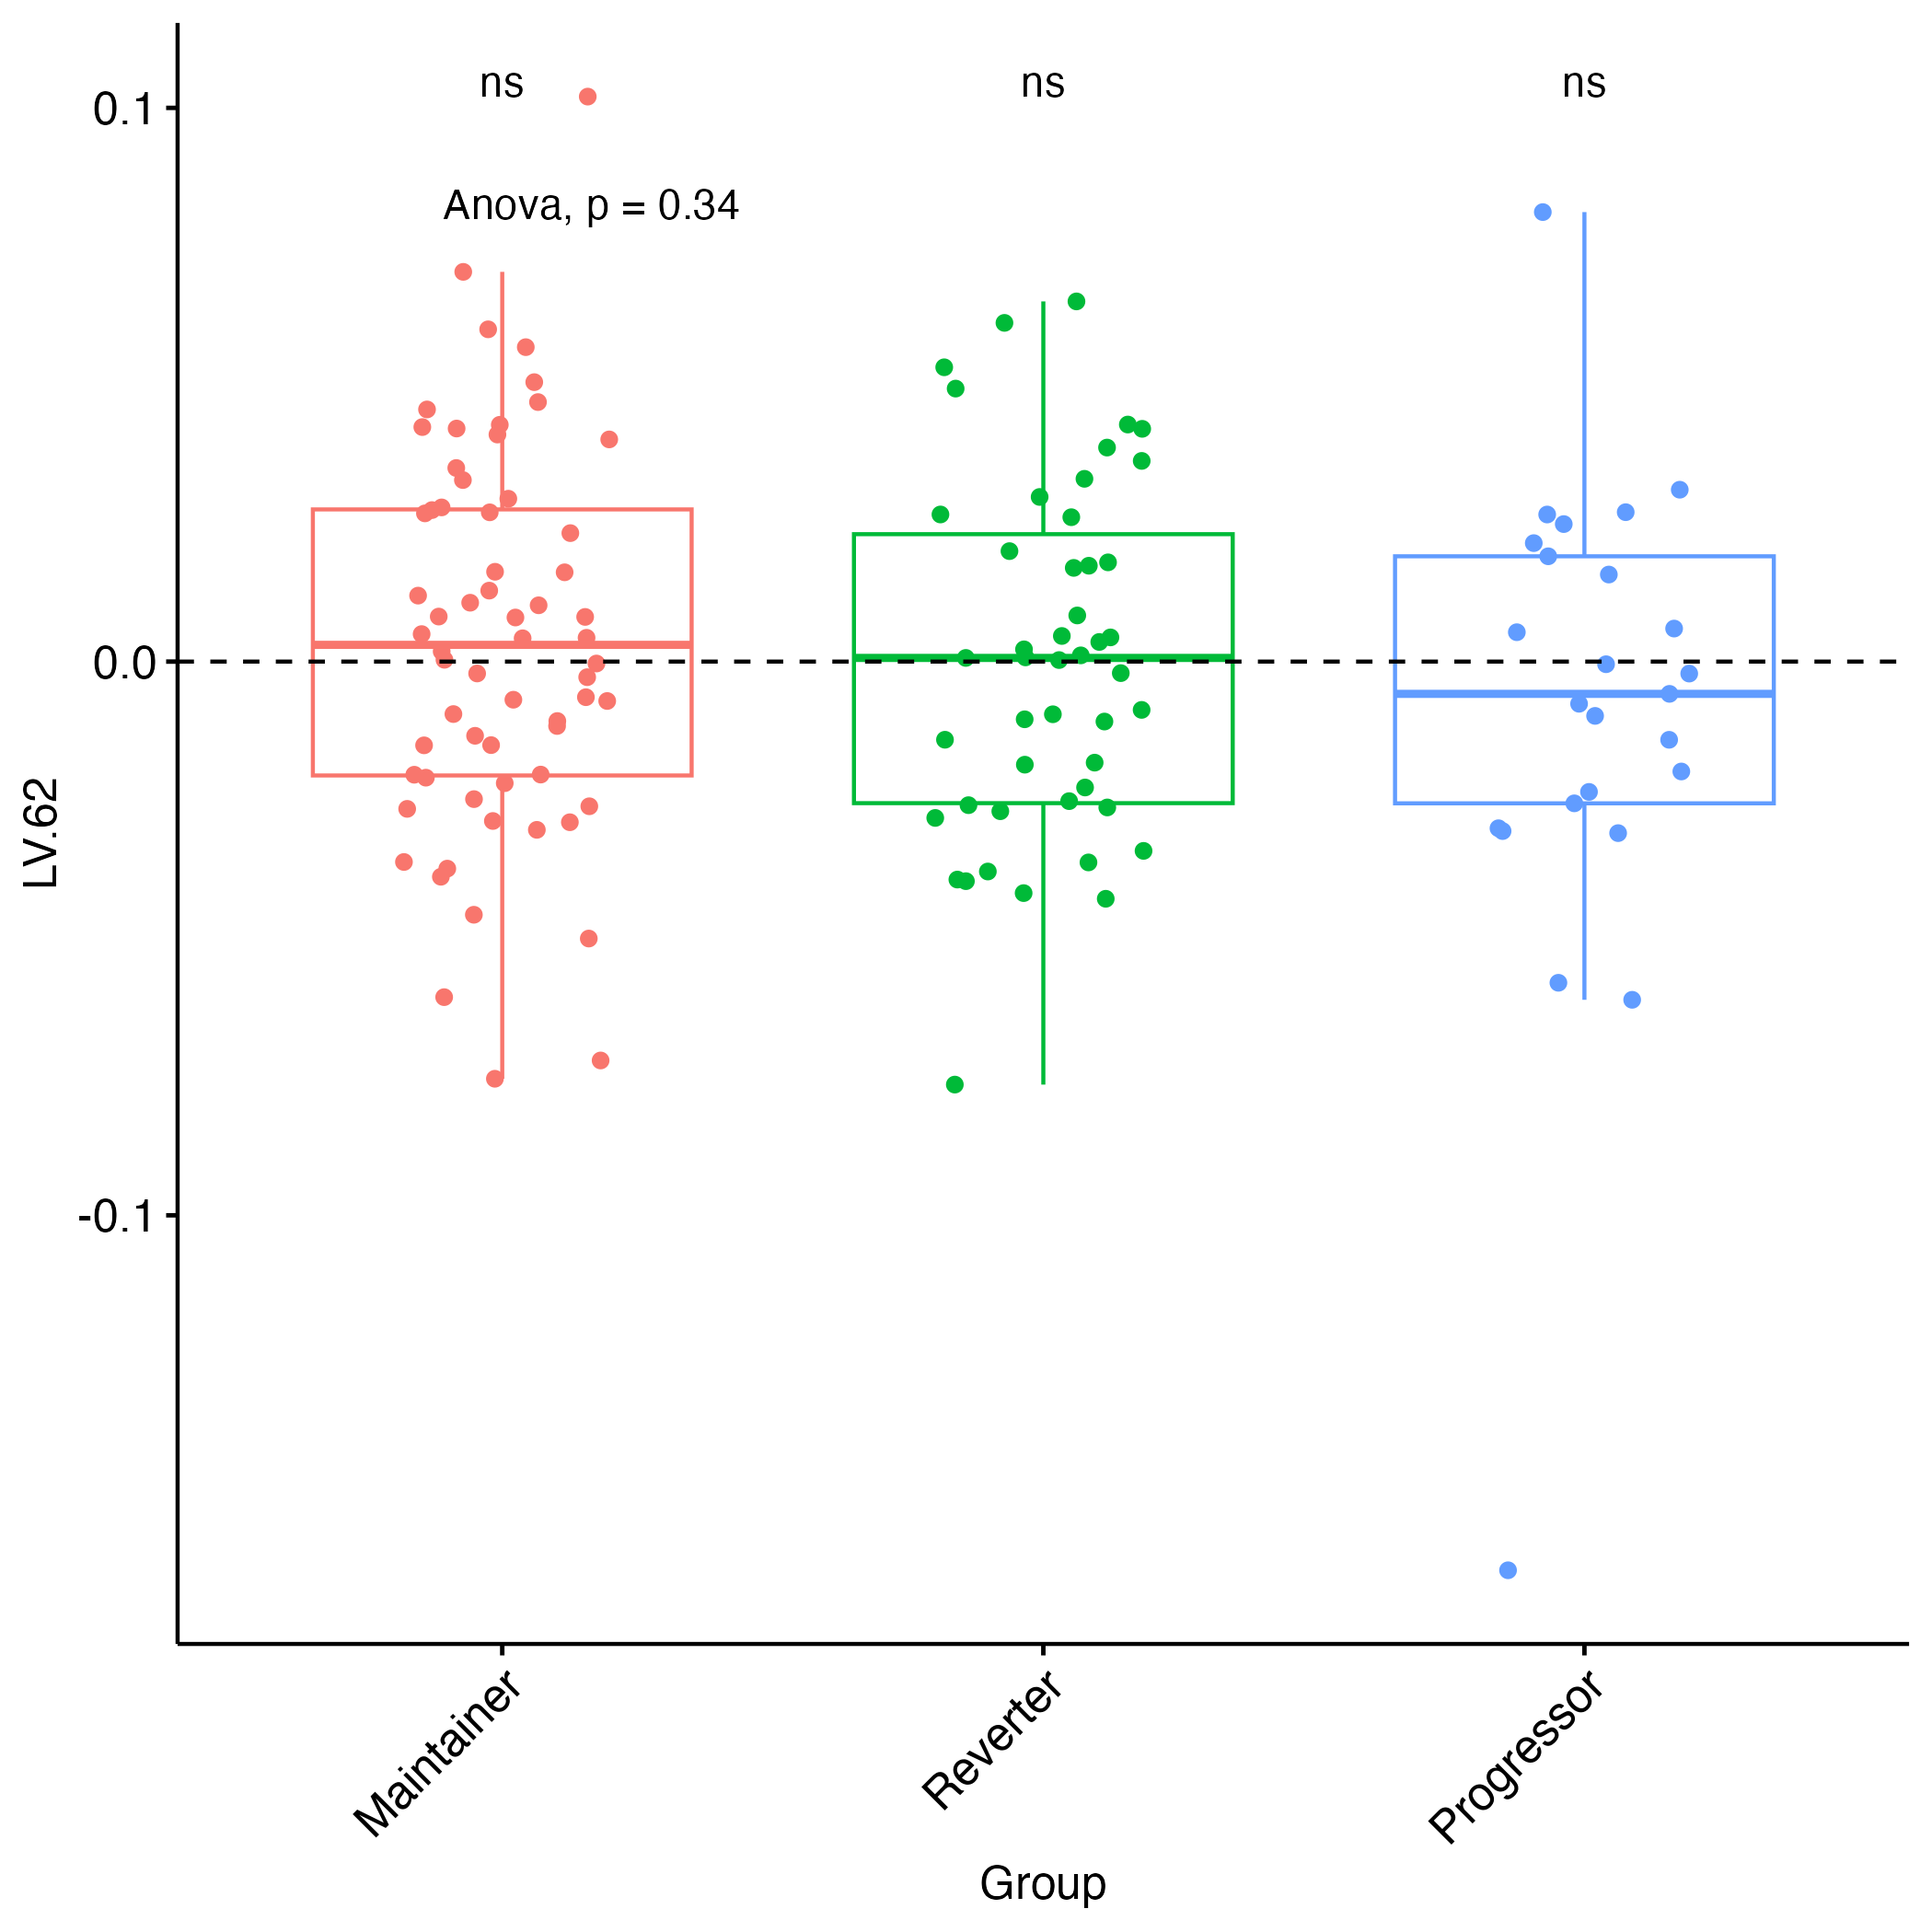 ns ns ns
Anova, p = 0.34
0.1
0.0
-0.1
LV.62
Maintainer
Reverter
Progressor
Group